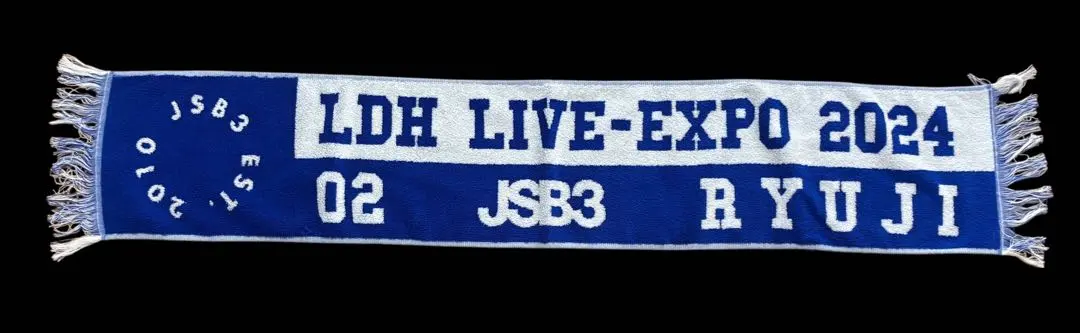 JSB3 EST. 2010
LDH LIVE-EXPO 2024
02 JSB3 RYUJI